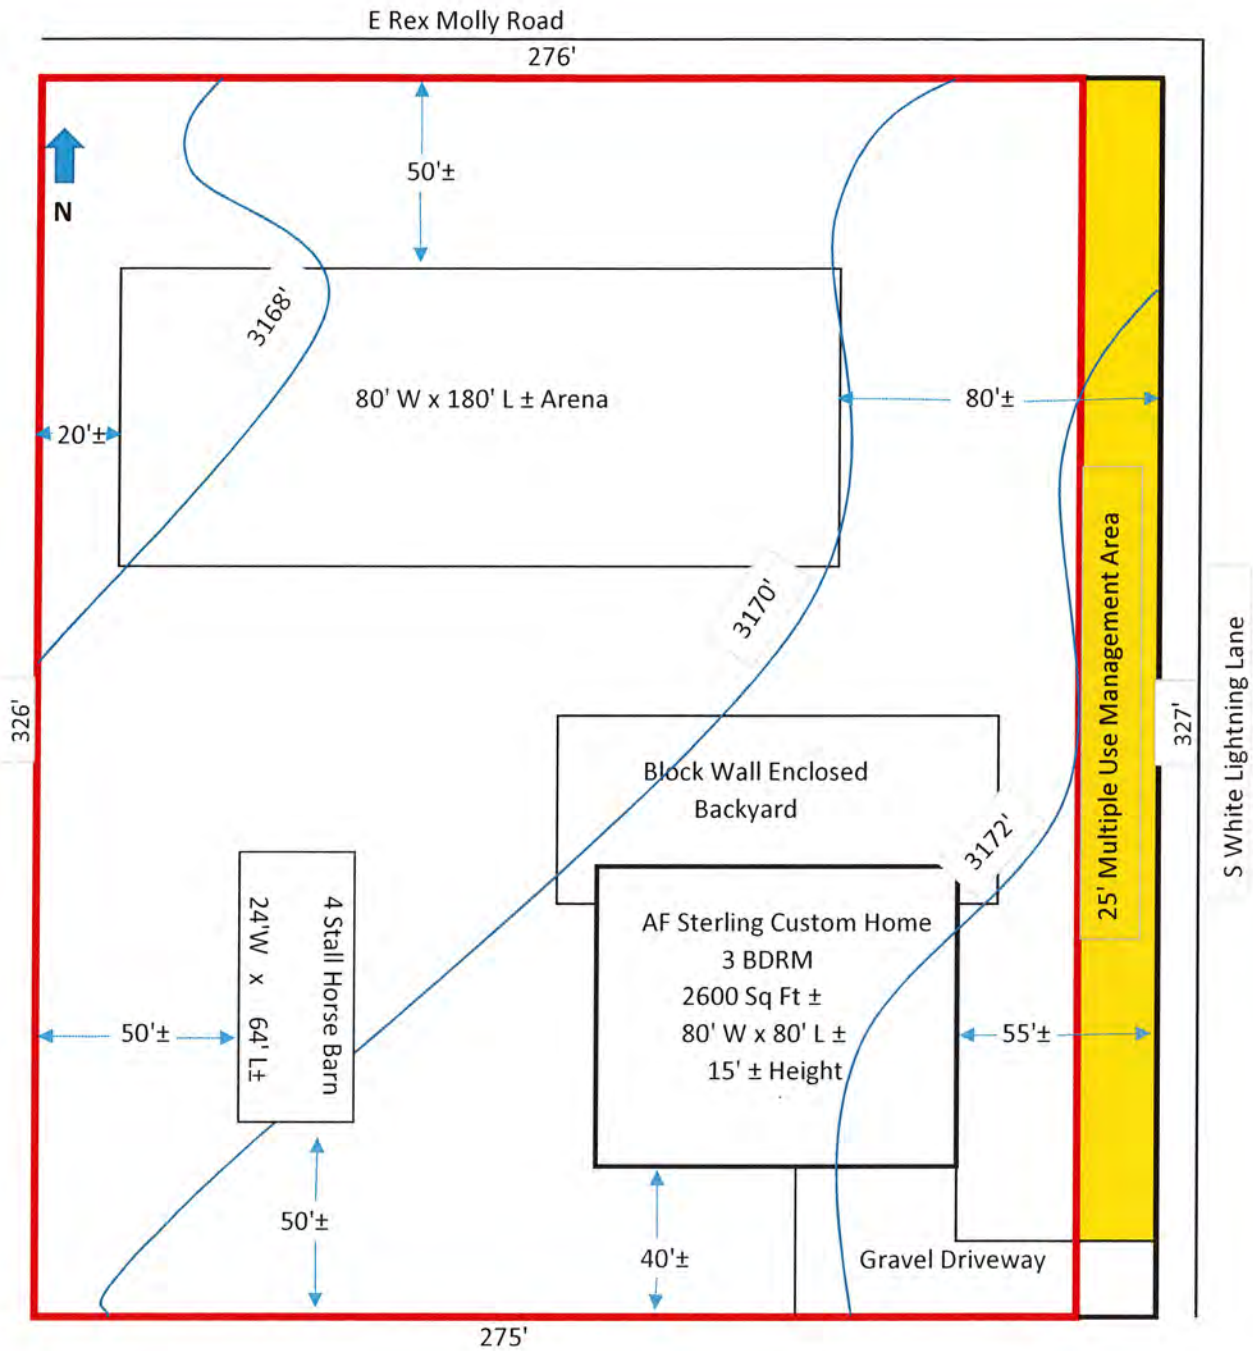 E Rex Molly Road
276'
50'±
N
3168'
80' W x 180' L ± Arena
80'±
20'±
3170'
25' Multiple Use Management Area
326'
327'
S White Lightning Lane
Block Wall Enclosed
Backyard
3172'
4 Stall Horse Barn
24'W x 64' L±
AF Sterling Custom Home
3 BDRM
2600 Sq Ft ±
80' W x 80' L ±
15' ± Height
50'±
55'±
50'±
40'±
Gravel Driveway
275'